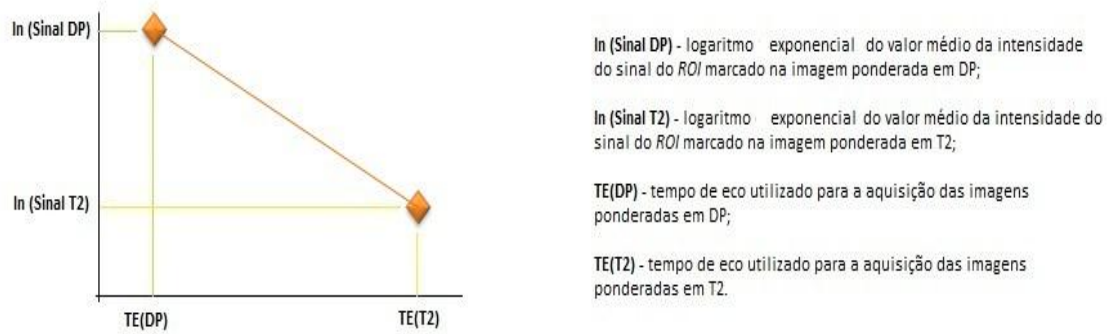 ln (Sinal DP)
ln (Sinal T2)
TE(DP)
TE(T2)
ln (Sinal DP) - logaritmo exponencial do valor médio da intensidade
do sinal do ROI marcado na imagem ponderada em DP;
ln (Sinal T2) - logaritmo exponencial do valor médio da intensidade do
sinal do ROI marcado na imagem ponderada em T2;
TE(DP) - tempo de eco utilizado para a aquisição das imagens
ponderadas em DP;
TE(T2) - tempo de eco utilizado para a aquisição das imagens
ponderadas em T2.